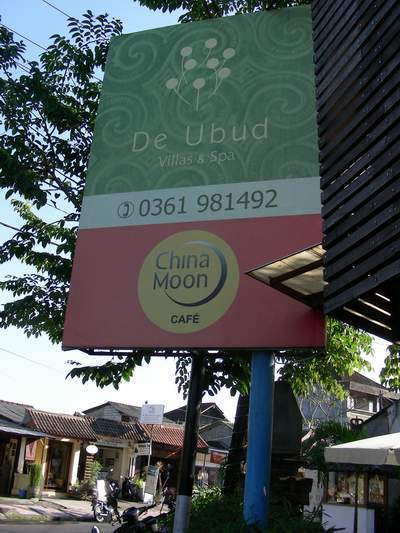 De Ubud
Villas & Spa
0361 981492
China
Moon
CAFÉ